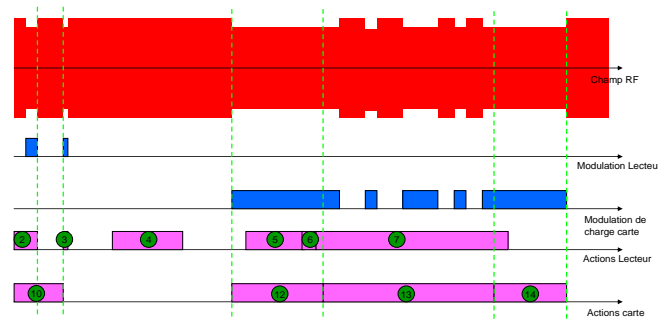 Champ RF
Modulation Lecteu
Modulation de
charge carte
2 3 4 5 6 7
Actions Lecteur
10 12 13 14
Actions carte